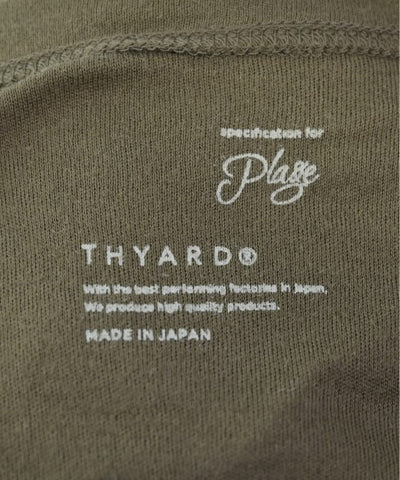 specification for
Plage
THYARD®
With the best performing factories in Japan,
We produce high quality products.
MADE IN JAPAN